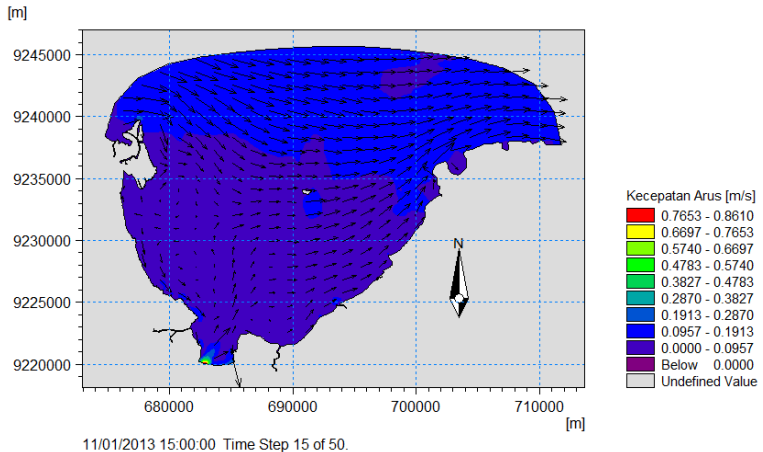 [m]
9245000
9240000
9235000
9230000
9225000
9220000
680000 690000 700000 710000
[m]
N
Kecepatan Arus [m/s]
0.7653 - 0.8610
0.6697 - 0.7653
0.5740 - 0.6697
0.4783 - 0.5740
0.3827 - 0.4783
0.2870 - 0.3827
0.1913 - 0.2870
0.0957 - 0.1913
0.0000 - 0.0957
Below 0.0000
Undefined Value
11/01/2013 15:00:00 Time Step 15 of 50.